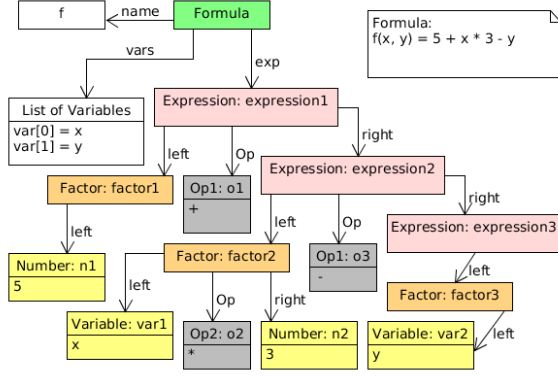 f
name
Formula
Formula:
f(x, y) = 5 + x * 3 - y
vars
exp
List of Variables
var[0] = x
var[1] = y
Expression: expression1
right
left
Op
Expression: expression2
Factor: factor1
Op1: o1
+
right
left
left
Op
Expression: expression3
Number: n1
5
Factor: factor2
Op1: o3
-
left
left
Op
right
Factor: factor3
Variable: var1
x
Op2: o2
*
Number: n2
3
Variable: var2
y
left